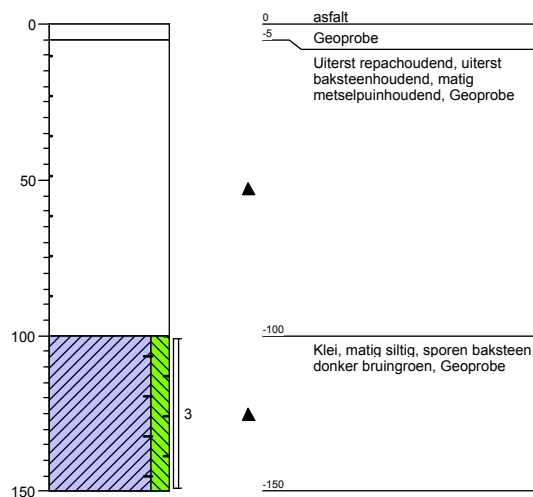 0
0 asfalt
-5 Geoprobe
Uiterst repachoudend, uiterst
baksteenhoudend, matig
metselpuinhoudend, Geoprobe
50
100
-100
Klei, matig siltig, sporen baksteen,
donker bruingroen, Geoprobe
3
150
-150